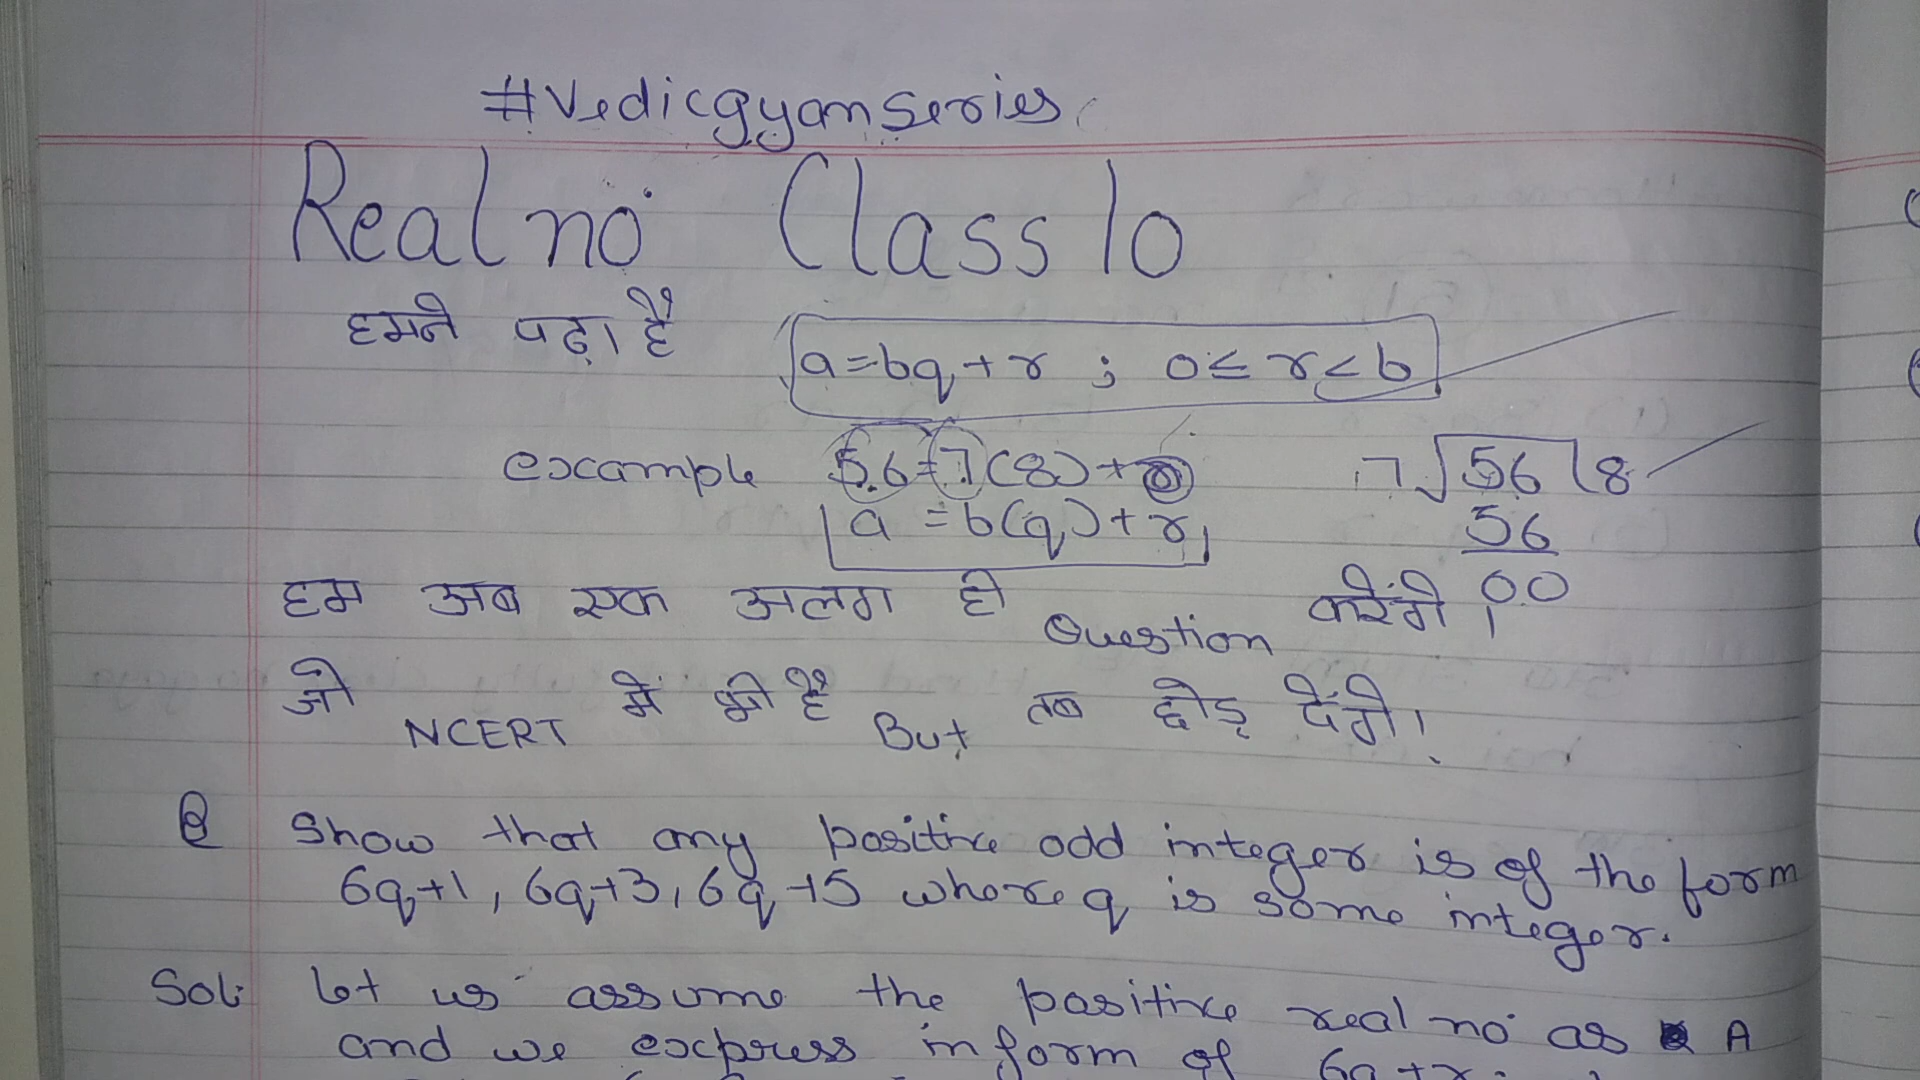 #Vedicgyanseries
Real no Class 10
हमने पढ़ा है a=bq+r ; 0≤r<b
example 56=7(8)+0 7√56(8
a = b(q)+r 56
00
हम अब एक अलग ही Question करेंगे।
जो NCERT में भी है But तब छोड़ देंगे।
Q Show that any positive odd integer is of the form
6q+1, 6q+3, 6q+5 where q is some integer.
Sol: let us assume the positive real no as A
and we express in form of 6q+r